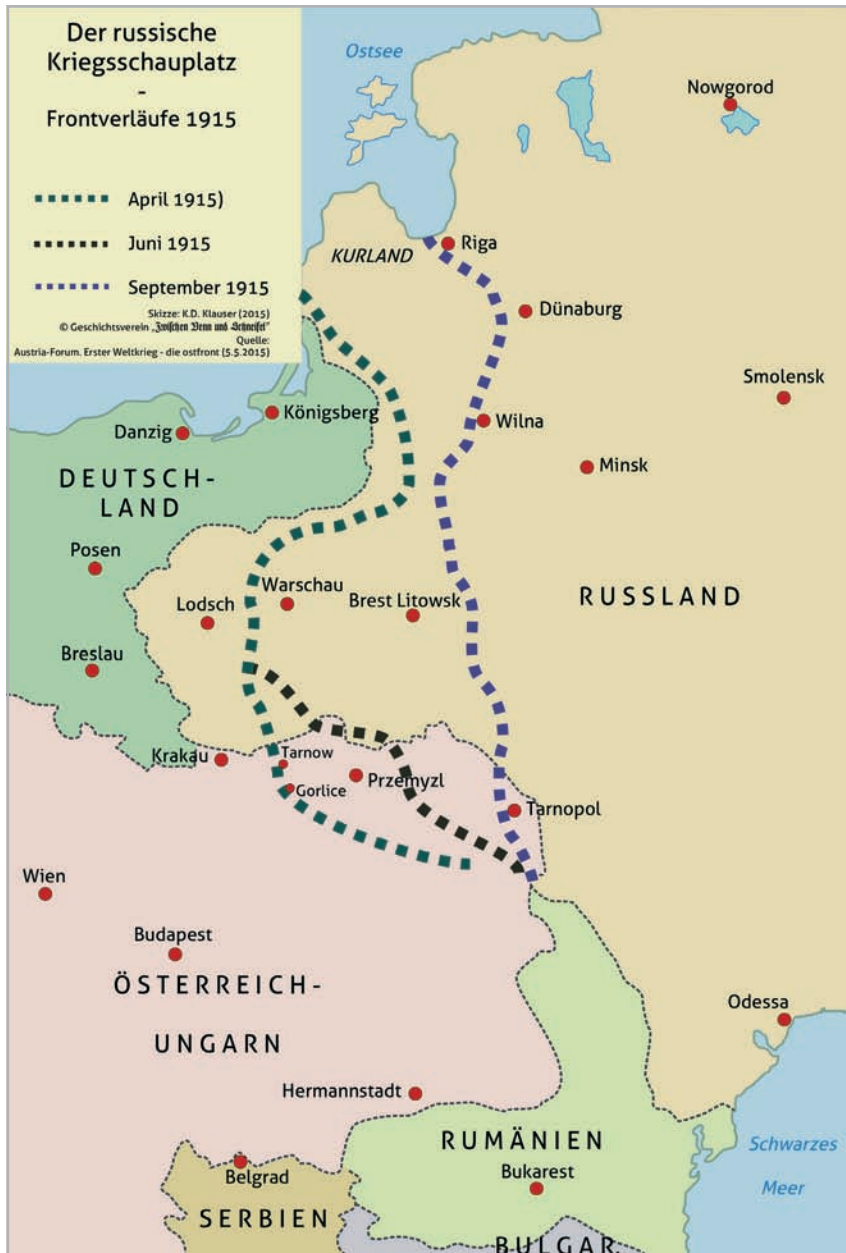 Der russische
Kriegsschauplatz
-
Frontverläufe 1915
April 1915)
Juni 1915
September 1915
Skizze: K.D. Klauser (2015)
© Geschichtsverein „Zwischen Venn und Schneifel"
Quelle:
Austria-Forum. Erster Weltkrieg - die ostfront (5.5.2015)
Ostsee
Nowgorod
KURLAND
Riga
Dünaburg
Smolensk
Königsberg
Danzig
Wilna
Minsk
DEUTSCH-
LAND
Posen
Warschau
Lodsch
Brest Litowsk
RUSSLAND
Breslau
Krakau
Tarnow
Przemyzl
Gorlice
Tarnopol
Wien
Budapest
ÖSTERREICH-
UNGARN
Odessa
Hermannstadt
RUMÄNIEN
Schwarzes
Meer
Belgrad
Bukarest
SERBIEN
BULGAR.